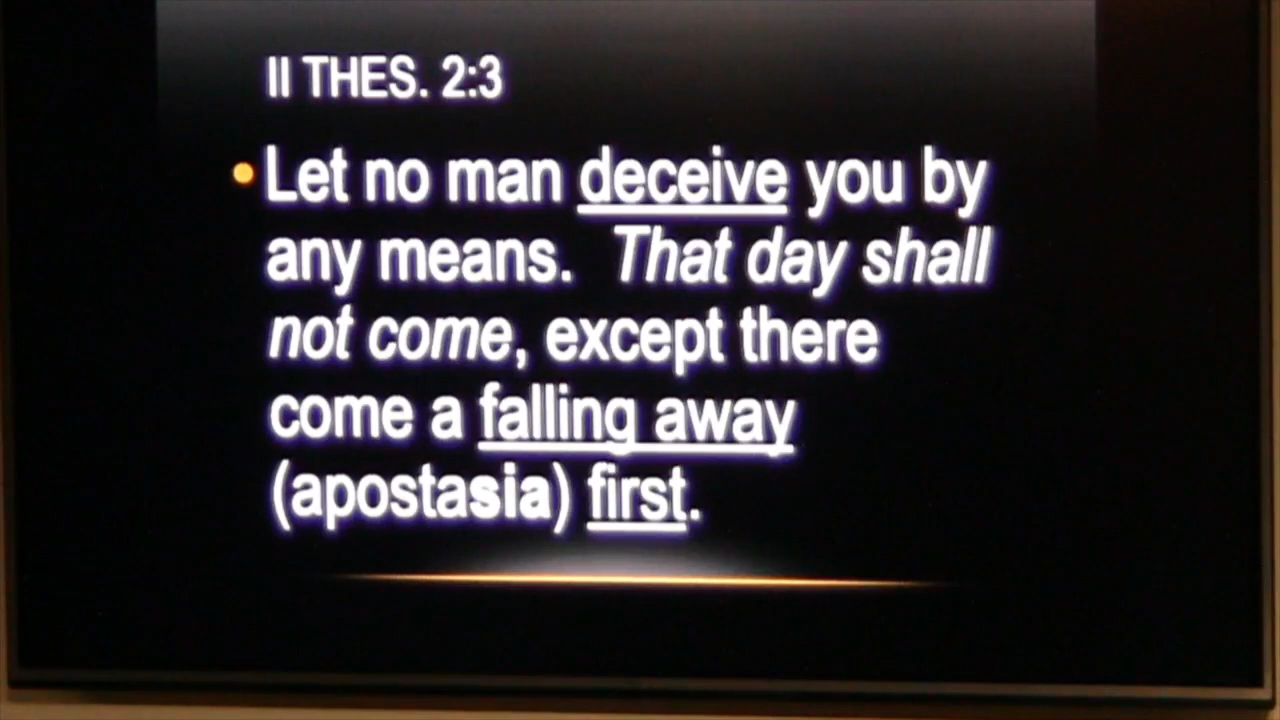 II THES. 2:3
• Let no man deceive you by
any means. That day shall
not come, except there
come a falling away
(apostasia) first.